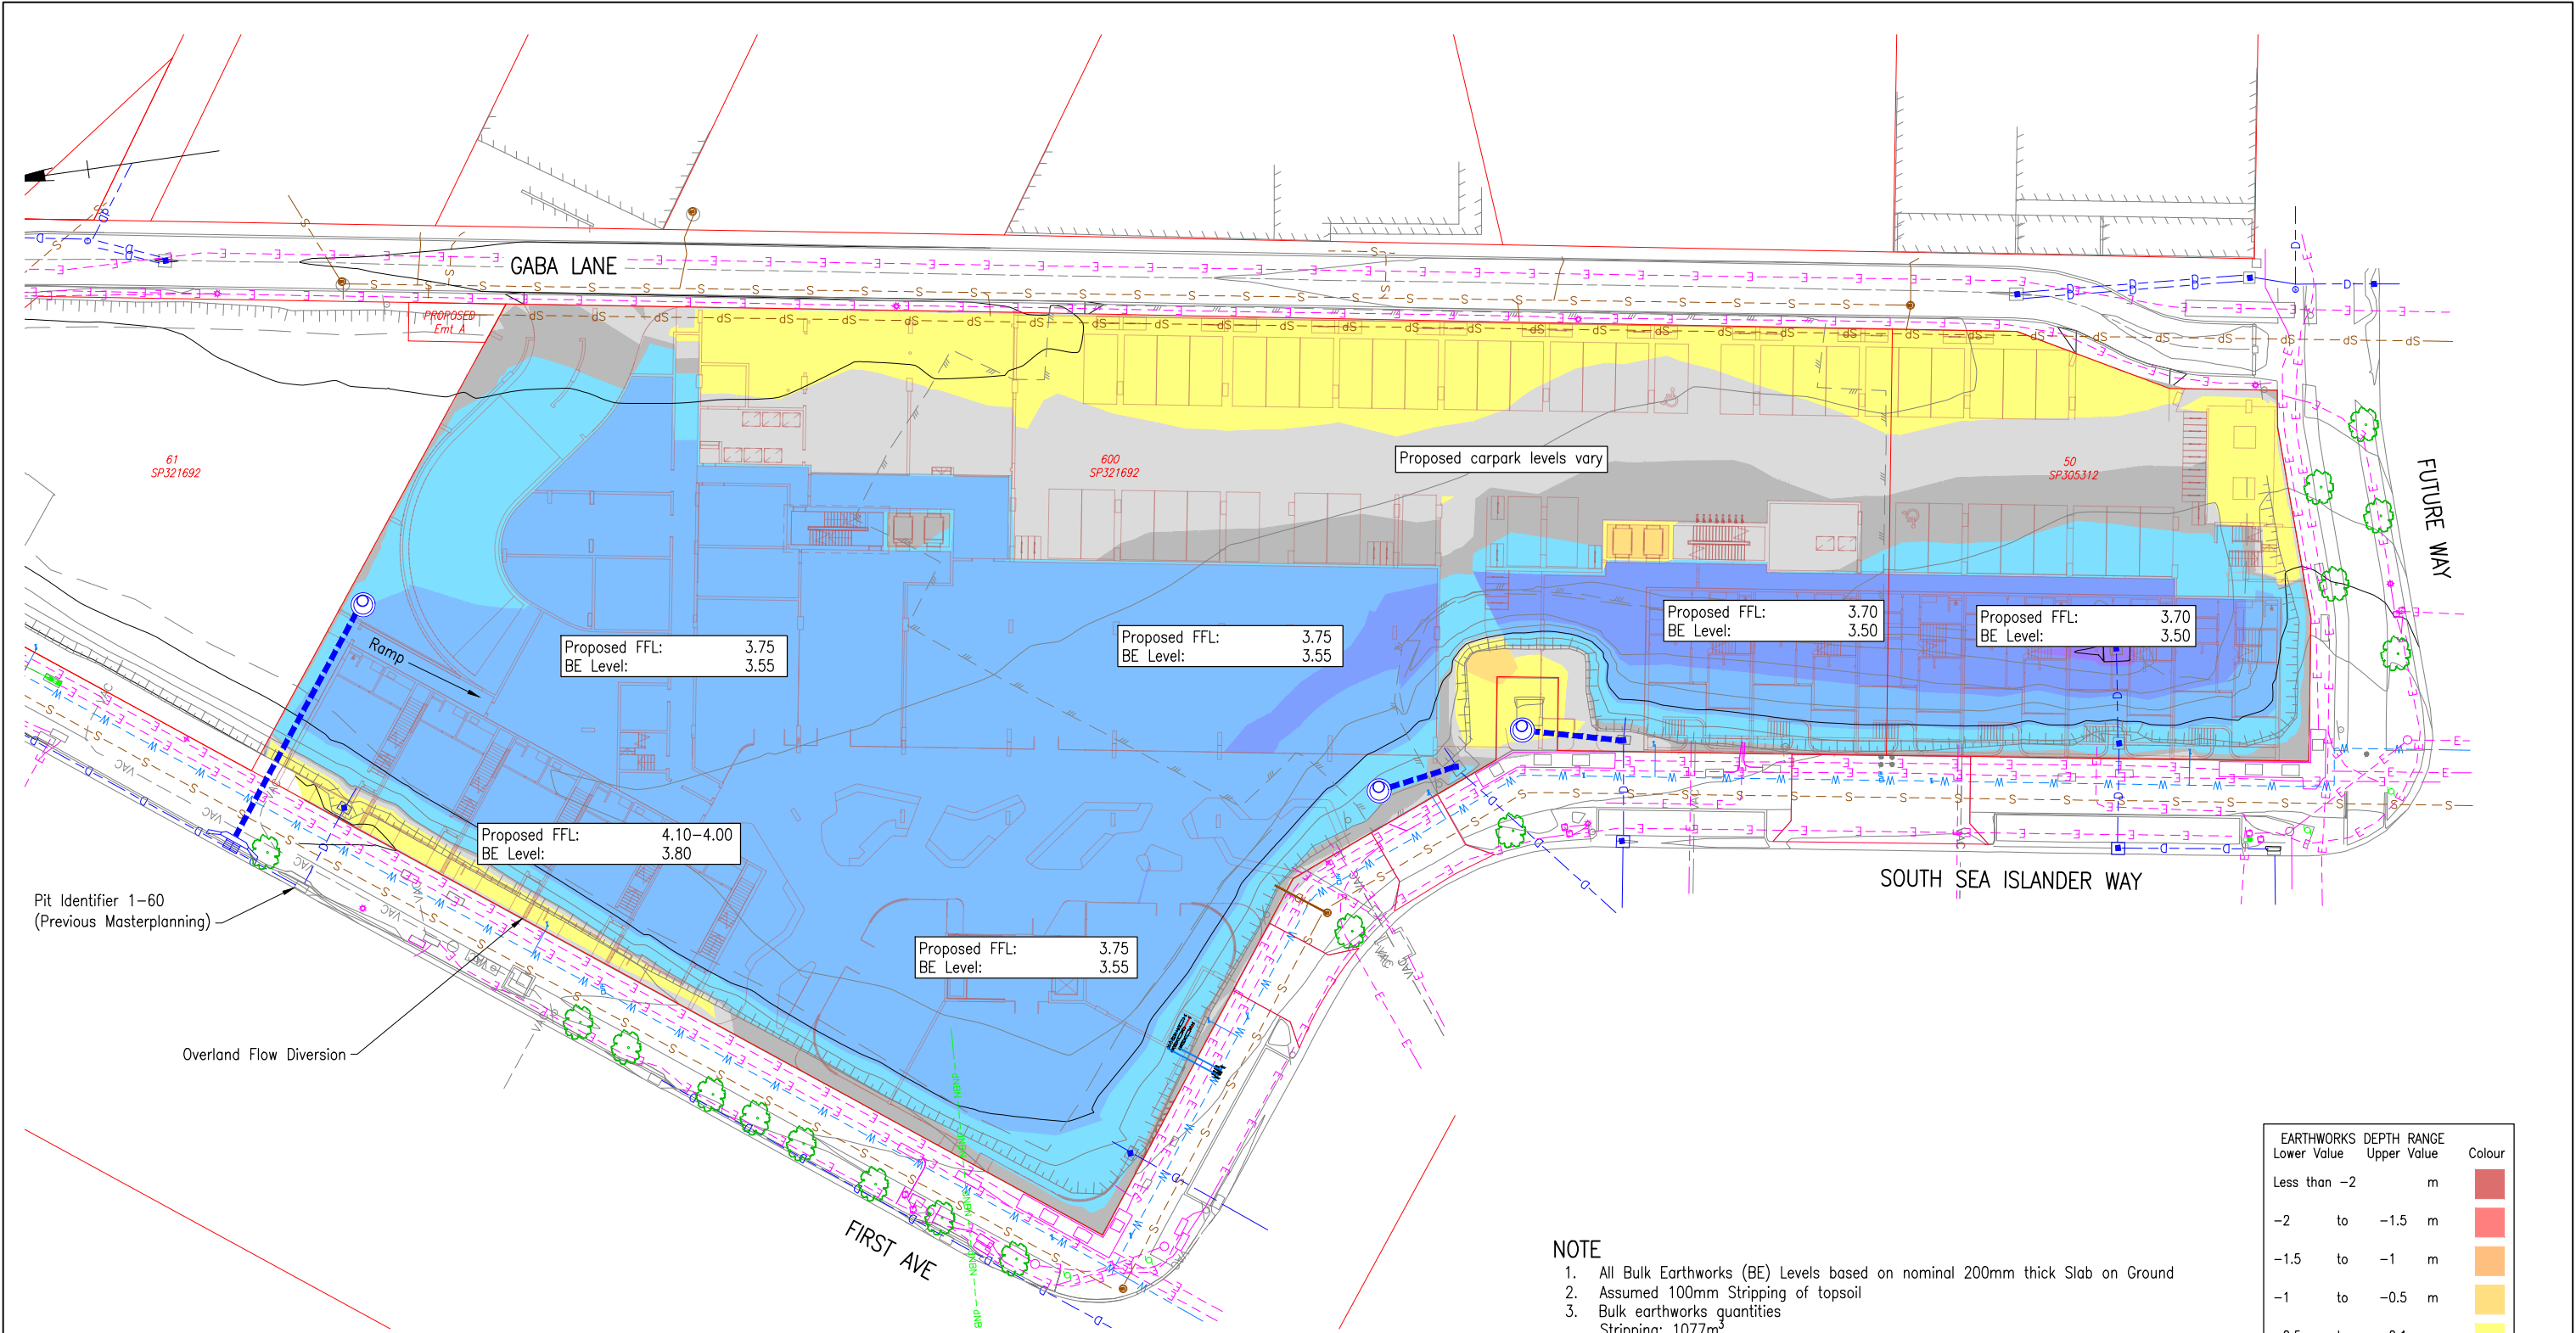 GABA LANE
PROPOSED
Emt A
61
SP321692
600
SP321692
Proposed carpark levels vary
50
SP305312
FUTURE WAY
Proposed FFL: 3.75
BE Level: 3.55
Proposed FFL: 3.75
BE Level: 3.55
Proposed FFL: 3.70
BE Level: 3.50
Proposed FFL: 3.70
BE Level: 3.50
Ramp
Proposed FFL: 4.10-4.00
BE Level: 3.80
Proposed FFL: 3.75
BE Level: 3.55
Pit Identifier 1-60
(Previous Masterplanning)
Overland Flow Diversion
SOUTH SEA ISLANDER WAY
FIRST AVE
NOTE
1. All Bulk Earthworks (BE) Levels based on nominal 200mm thick Slab on Ground
2. Assumed 100mm Stripping of topsoil
3. Bulk earthworks quantities
Stripping: 1077m³
EARTHWORKS DEPTH RANGE
Lower Value Upper Value Colour
Less than -2 m
-2 to -1.5 m
-1.5 to -1 m
-1 to -0.5 m